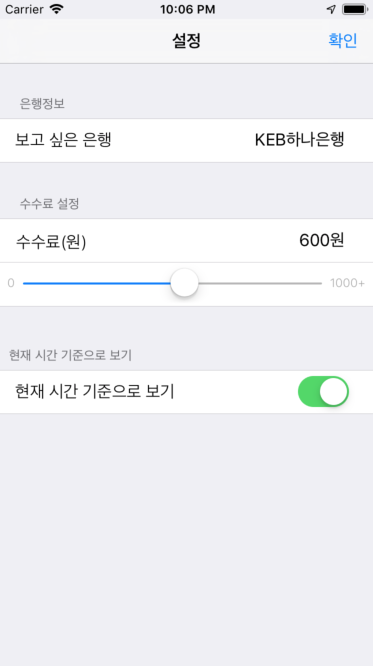 Carrier 10:06 PM
설정 확인
은행정보
보고 싶은 은행 KEB하나은행
수수료 설정
수수료(원) 600원
0 1000+
현재 시간 기준으로 보기
현재 시간 기준으로 보기